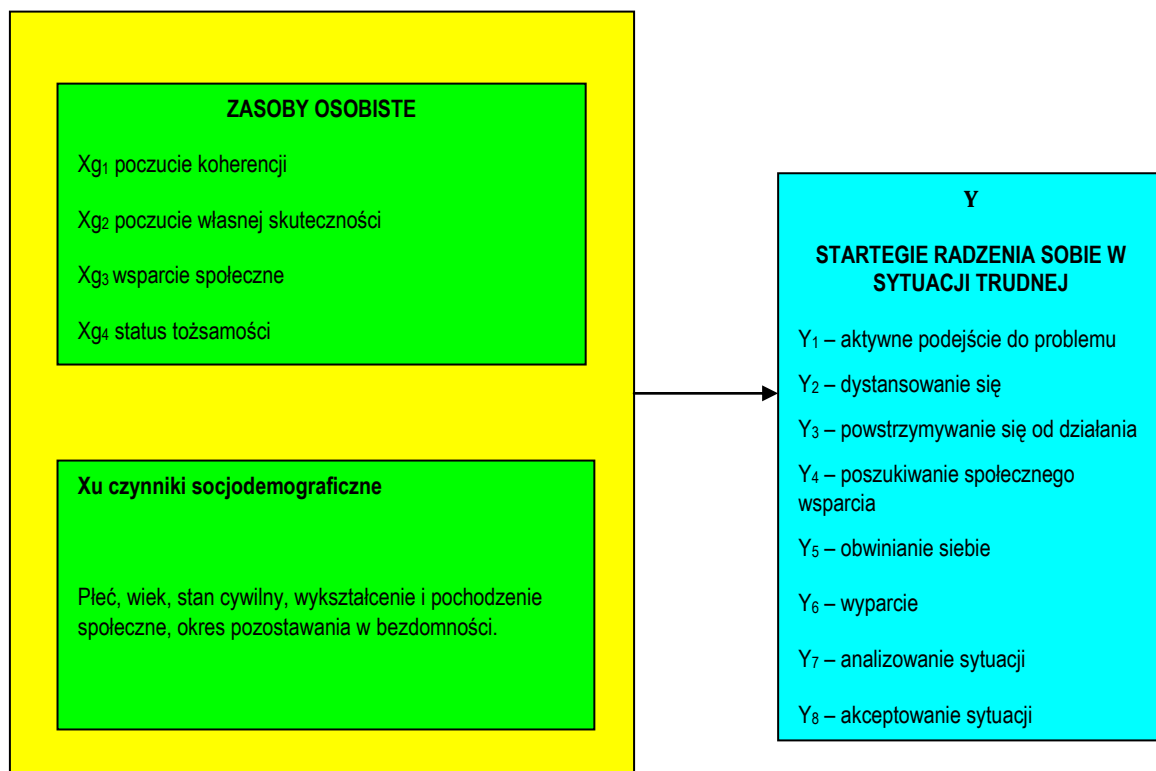 ZASOBY OSOBISTE
Xg₁ poczucie koherencji
Xg₂ poczucie własnej skuteczności
Xg₃ wsparcie społeczne
Xg₄ status tożsamości
Xu czynniki socjodemograficzne
Płeć, wiek, stan cywilny, wykształcenie i pochodzenie
społeczne, okres pozostawania w bezdomności.
Y
STARTEGIE RADZENIA SOBIE W
SYTUACJI TRUDNEJ
Y₁ – aktywne podejście do problemu
Y₂ – dystansowanie się
Y₃ – powstrzymywanie się od działania
Y₄ – poszukiwanie społecznego
wsparcia
Y₅ – obwinianie siebie
Y₆ – wyparcie
Y₇ – analizowanie sytuacji
Y₈ – akceptowanie sytuacji